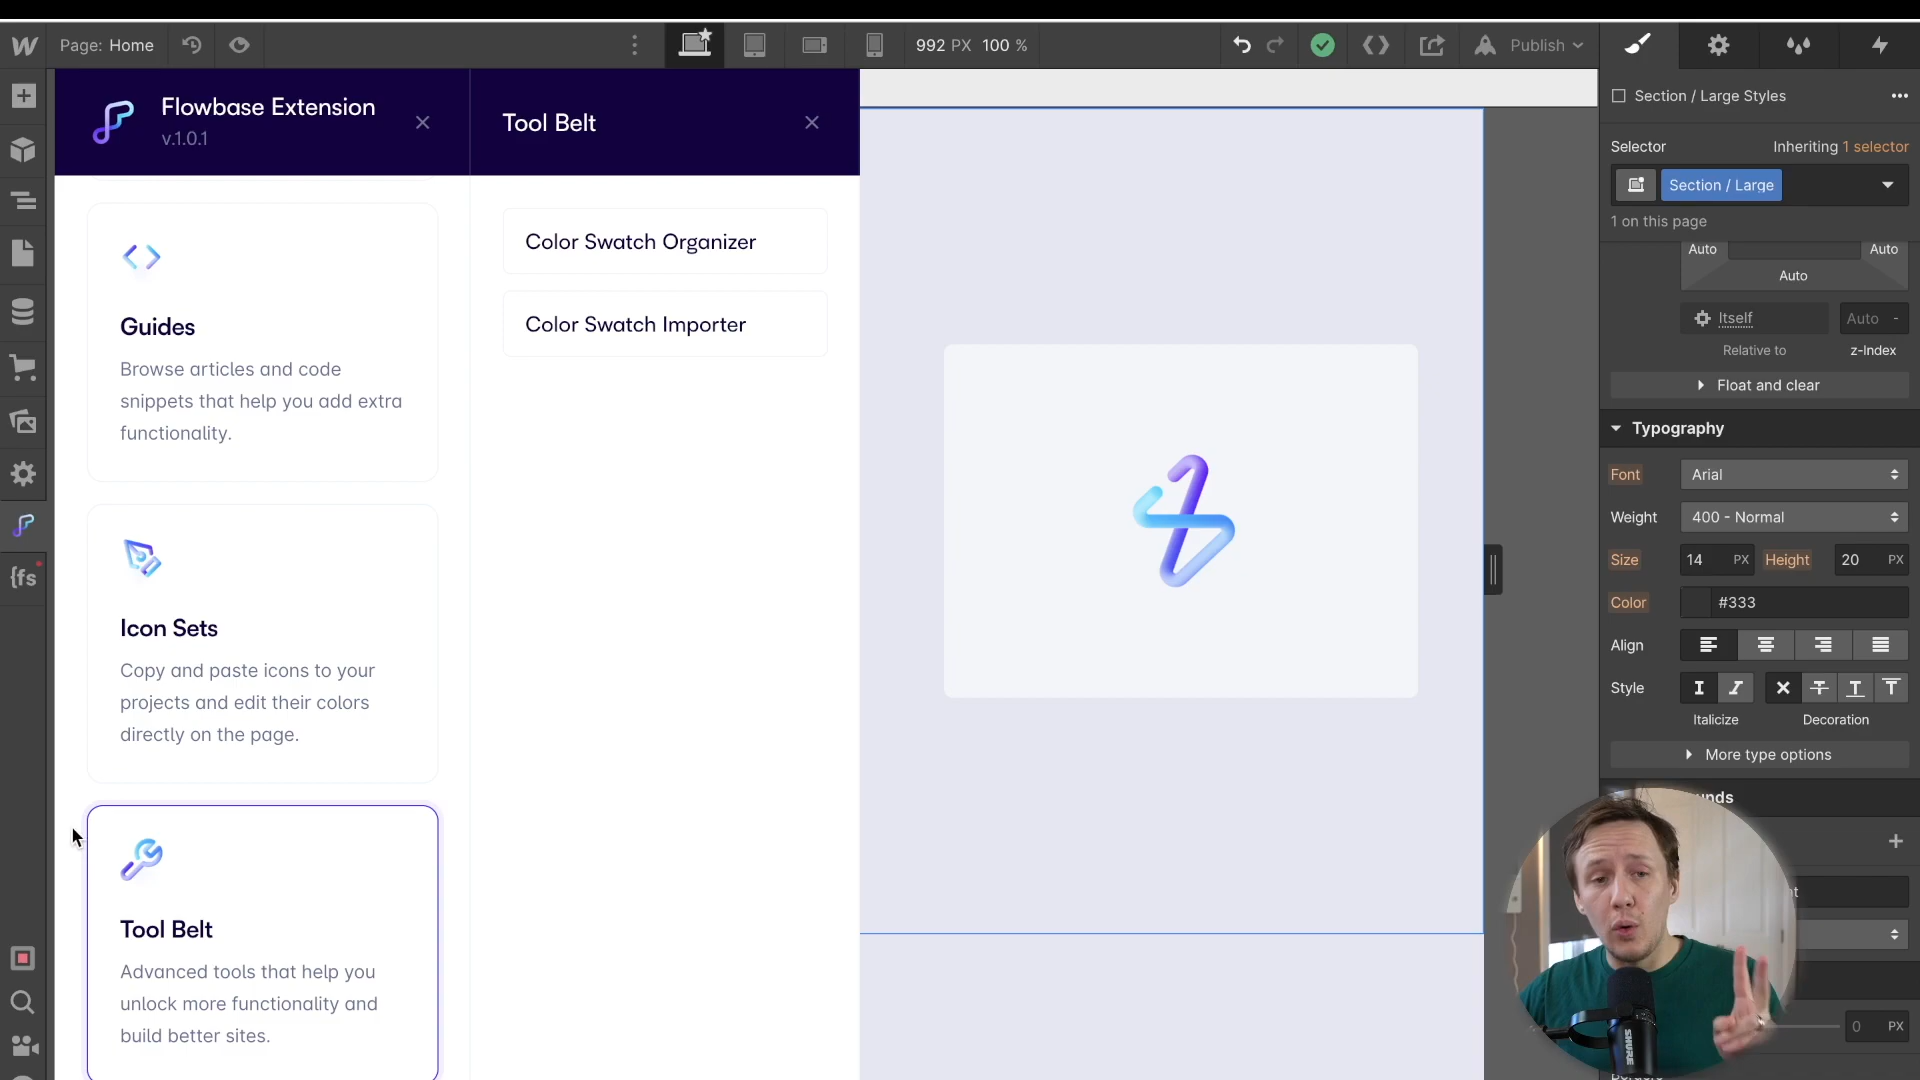 Page: Home
992 PX 100 %
Publish
Flowbase Extension
v.1.0.1
Guides
Browse articles and code
snippets that help you add extra
functionality.
Icon Sets
Copy and paste icons to your
projects and edit their colors
directly on the page.
Tool Belt
Advanced tools that help you
unlock more functionality and
build better sites.
Tool Belt
Color Swatch Organizer
Color Swatch Importer
{fs
Section / Large Styles
Selector
Inheriting 1 selector
Section / Large
1 on this page
Auto
Auto
Auto
Itself
Auto -
Relative to
z-Index
Float and clear
Typography
Font
Arial
Weight
400 - Normal
Size
14 PX
Height
20 PX
Color
#333
Align
Style
Italicize
Decoration
More type options
0 PX
SHURE